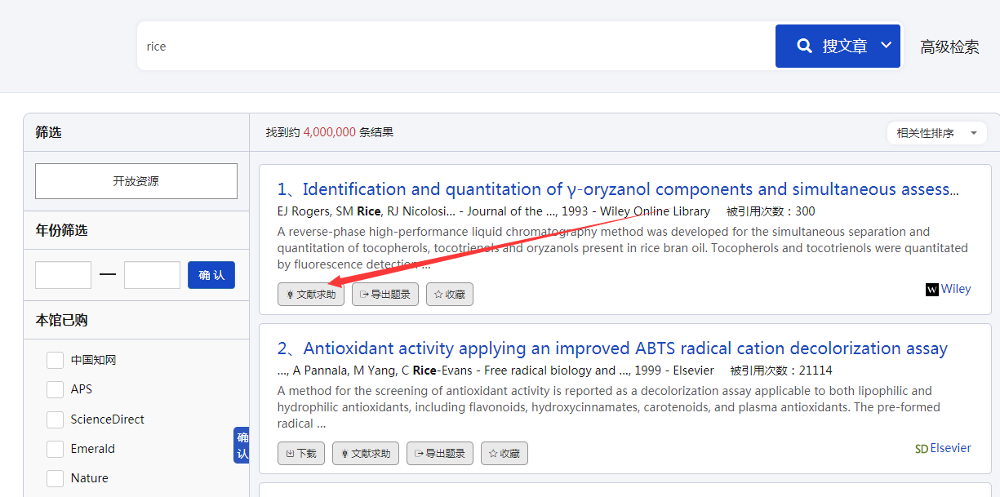 rice
搜文章
高级检索
筛选
找到约 4,000,000 条结果
相关性排序
开放资源
年份筛选
— 确 认
本馆已购
中国知网
APS
ScienceDirect
Emerald
Nature
确认
1、Identification and quantitation of γ-oryzanol components and simultaneous assess...
EJ Rogers, SM Rice, RJ Nicolosi... - Journal of the ..., 1993 - Wiley Online Library 被引用次数：300
A reverse-phase high-performance liquid chromatography method was developed for the simultaneous separation and
quantitation of tocopherols, tocotrienols and oryzanols present in rice bran oil. Tocopherols and tocotrienols were quantitated
by fluorescence detection ...
文献求助 导出题录 收藏
W Wiley
2、Antioxidant activity applying an improved ABTS radical cation decolorization assay
..., A Pannala, M Yang, C Rice-Evans - Free radical biology and ..., 1999 - Elsevier 被引用次数：21114
A method for the screening of antioxidant activity is reported as a decolorization assay applicable to both lipophilic and
hydrophilic antioxidants, including flavonoids, hydroxycinnamates, carotenoids, and plasma antioxidants. The pre-formed
radical ...
下载 文献求助 导出题录 收藏
SD Elsevier